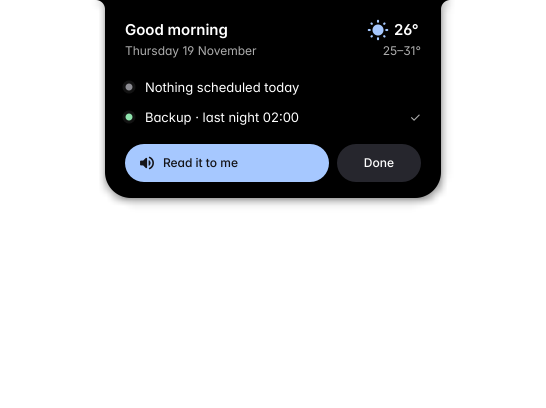 Good morning
26°
Thursday 19 November
25–31°
Nothing scheduled today
Backup · last night 02:00
Read it to me
Done